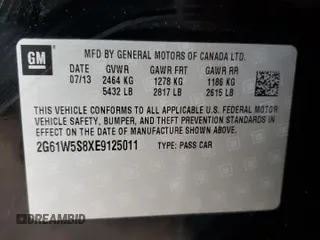 GM
MFD BY GENERAL MOTORS OF CANADA LTD.
07/13 GVWR GAWR FRT GAWR RR
2464 KG 1278 KG 1186 KG
5432 LB 2817 LB 2615 LB
THIS VEHICLE CONFORMS TO ALL APPLICABLE U.S. FEDERAL MOTOR
VEHICLE SAFETY, BUMPER, AND THEFT PREVENTION STANDARDS IN
EFFECT ON THE DATE OF MANUFACTURE SHOWN ABOVE.
2G61W5S8XE9125011 TYPE: PASS CAR
AUTOBIDMASTER